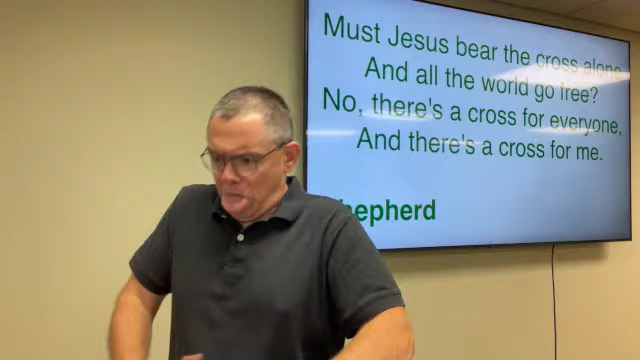 Must Jesus bear the cross alone,
And all the world go free?
No, there's a cross for everyone,
And there's a cross for me.
Shepherd